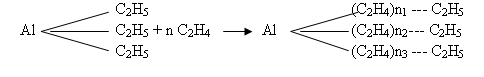 C2H5 (C2H4)n1 --- C2H5
Al C2H5 + n C2H4 Al (C2H4)n2--- C2H5
C2H5 (C2H4)n3 --- C2H5